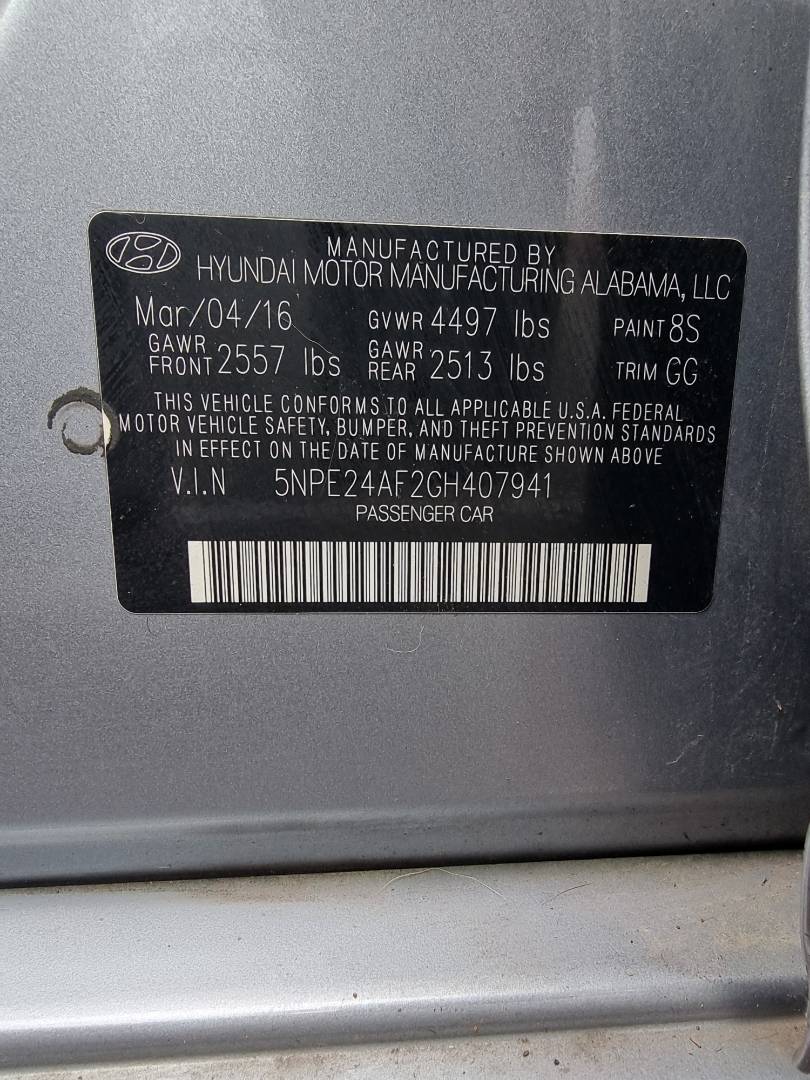 MANUFACTURED BY
HYUNDAI MOTOR MANUFACTURING ALABAMA, LLC
Mar/04/16 GVWR 4497 lbs PAINT 8S
GAWR FRONT 2557 lbs GAWR REAR 2513 lbs TRIM GG
THIS VEHICLE CONFORMS TO ALL APPLICABLE U.S.A. FEDERAL
MOTOR VEHICLE SAFETY, BUMPER, AND THEFT PREVENTION STANDARDS
IN EFFECT ON THE DATE OF MANUFACTURE SHOWN ABOVE
V.I.N 5NPE24AF2GH407941
PASSENGER CAR